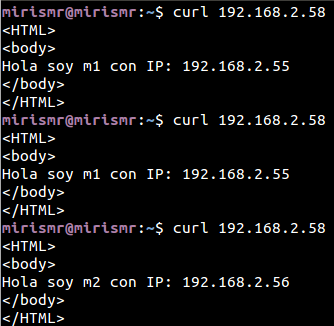 mirismr@mirismr:~$ curl 192.168.2.58
<HTML>
<body>
Hola soy m1 con IP: 192.168.2.55
</body>
</HTML>
mirismr@mirismr:~$ curl 192.168.2.58
<HTML>
<body>
Hola soy m1 con IP: 192.168.2.55
</body>
</HTML>
mirismr@mirismr:~$ curl 192.168.2.58
<HTML>
<body>
Hola soy m2 con IP: 192.168.2.56
</body>
</HTML>